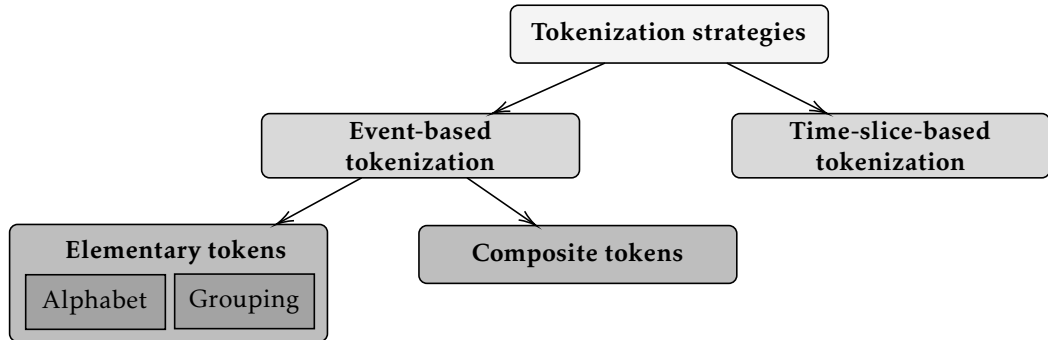 Tokenization strategies
Event-based
tokenization
Time-slice-based
tokenization
Elementary tokens
Alphabet
Grouping
Composite tokens